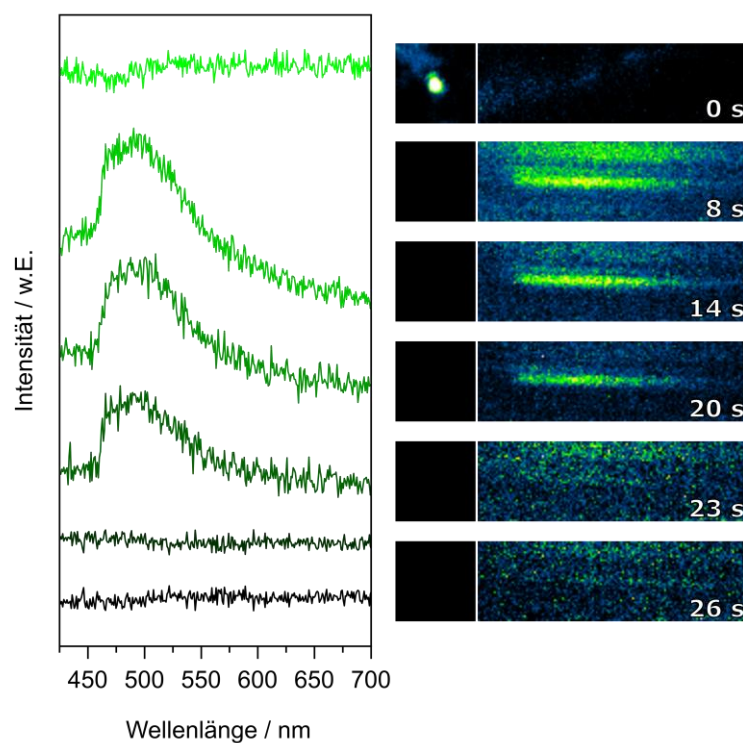 Intensität / w.E.
450 500 550 600 650 700
Wellenlänge / nm
0 s
8 s
14 s
20 s
23 s
26 s